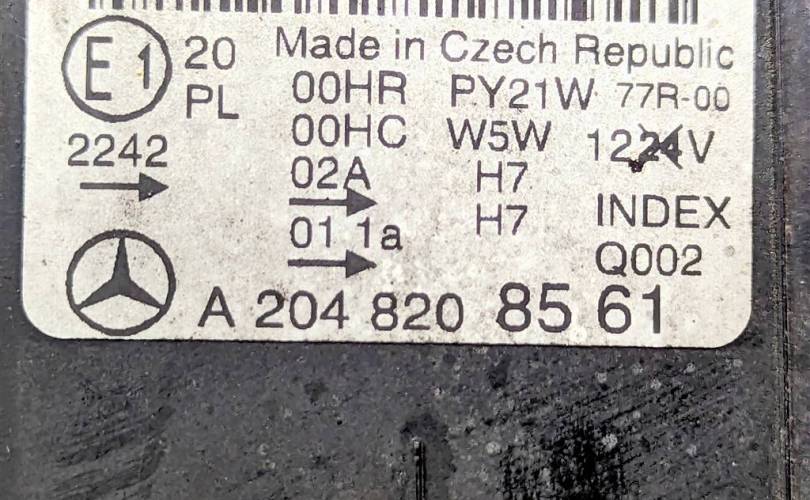 E1 20 Made in Czech Republic
PL 00HR PY21W 77R-00
2242 00HC W5W 1224V
02A H7
01 1a H7 INDEX
Q002
A 204 820 85 61